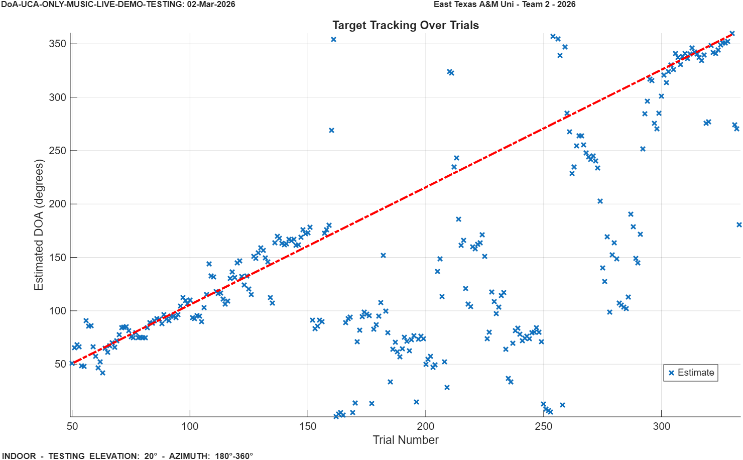 DoA-UCA-ONLY-MUSIC-LIVE-DEMO-TESTING: 02-Mar-2026
East Texas A&M Uni - Team 2 - 2026
Target Tracking Over Trials
350
300
250
200
150
100
50
Estimated DOA (degrees)
Estimate
50 100 150 200 250 300
Trial Number
INDOOR - TESTING ELEVATION: 20° - AZIMUTH: 180°-360°